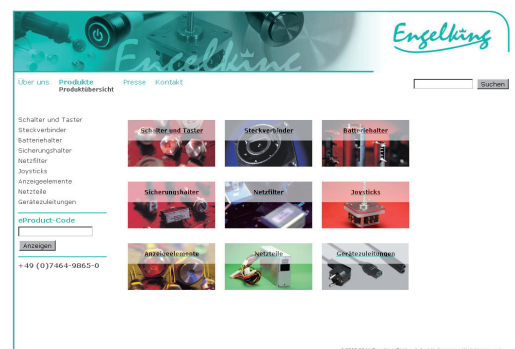 Engelking
Engelking
Über uns Produkte Presse Kontakt
Produktübersicht
Suchen
Schalter und Taster
Steckverbinder
Batteriehalter
Sicherungshalter
Netzfilter
Joysticks
Anzeigeelemente
Netzteile
Gerätezuleitungen
eProduct-Code
Anzeigen
+49 (0)7464-9865-0
Schalter und Taster Steckverbinder Batteriehalter
Sicherungshalter Netzfilter Joysticks
Anzeigeelemente Netzteile Gerätezuleitungen